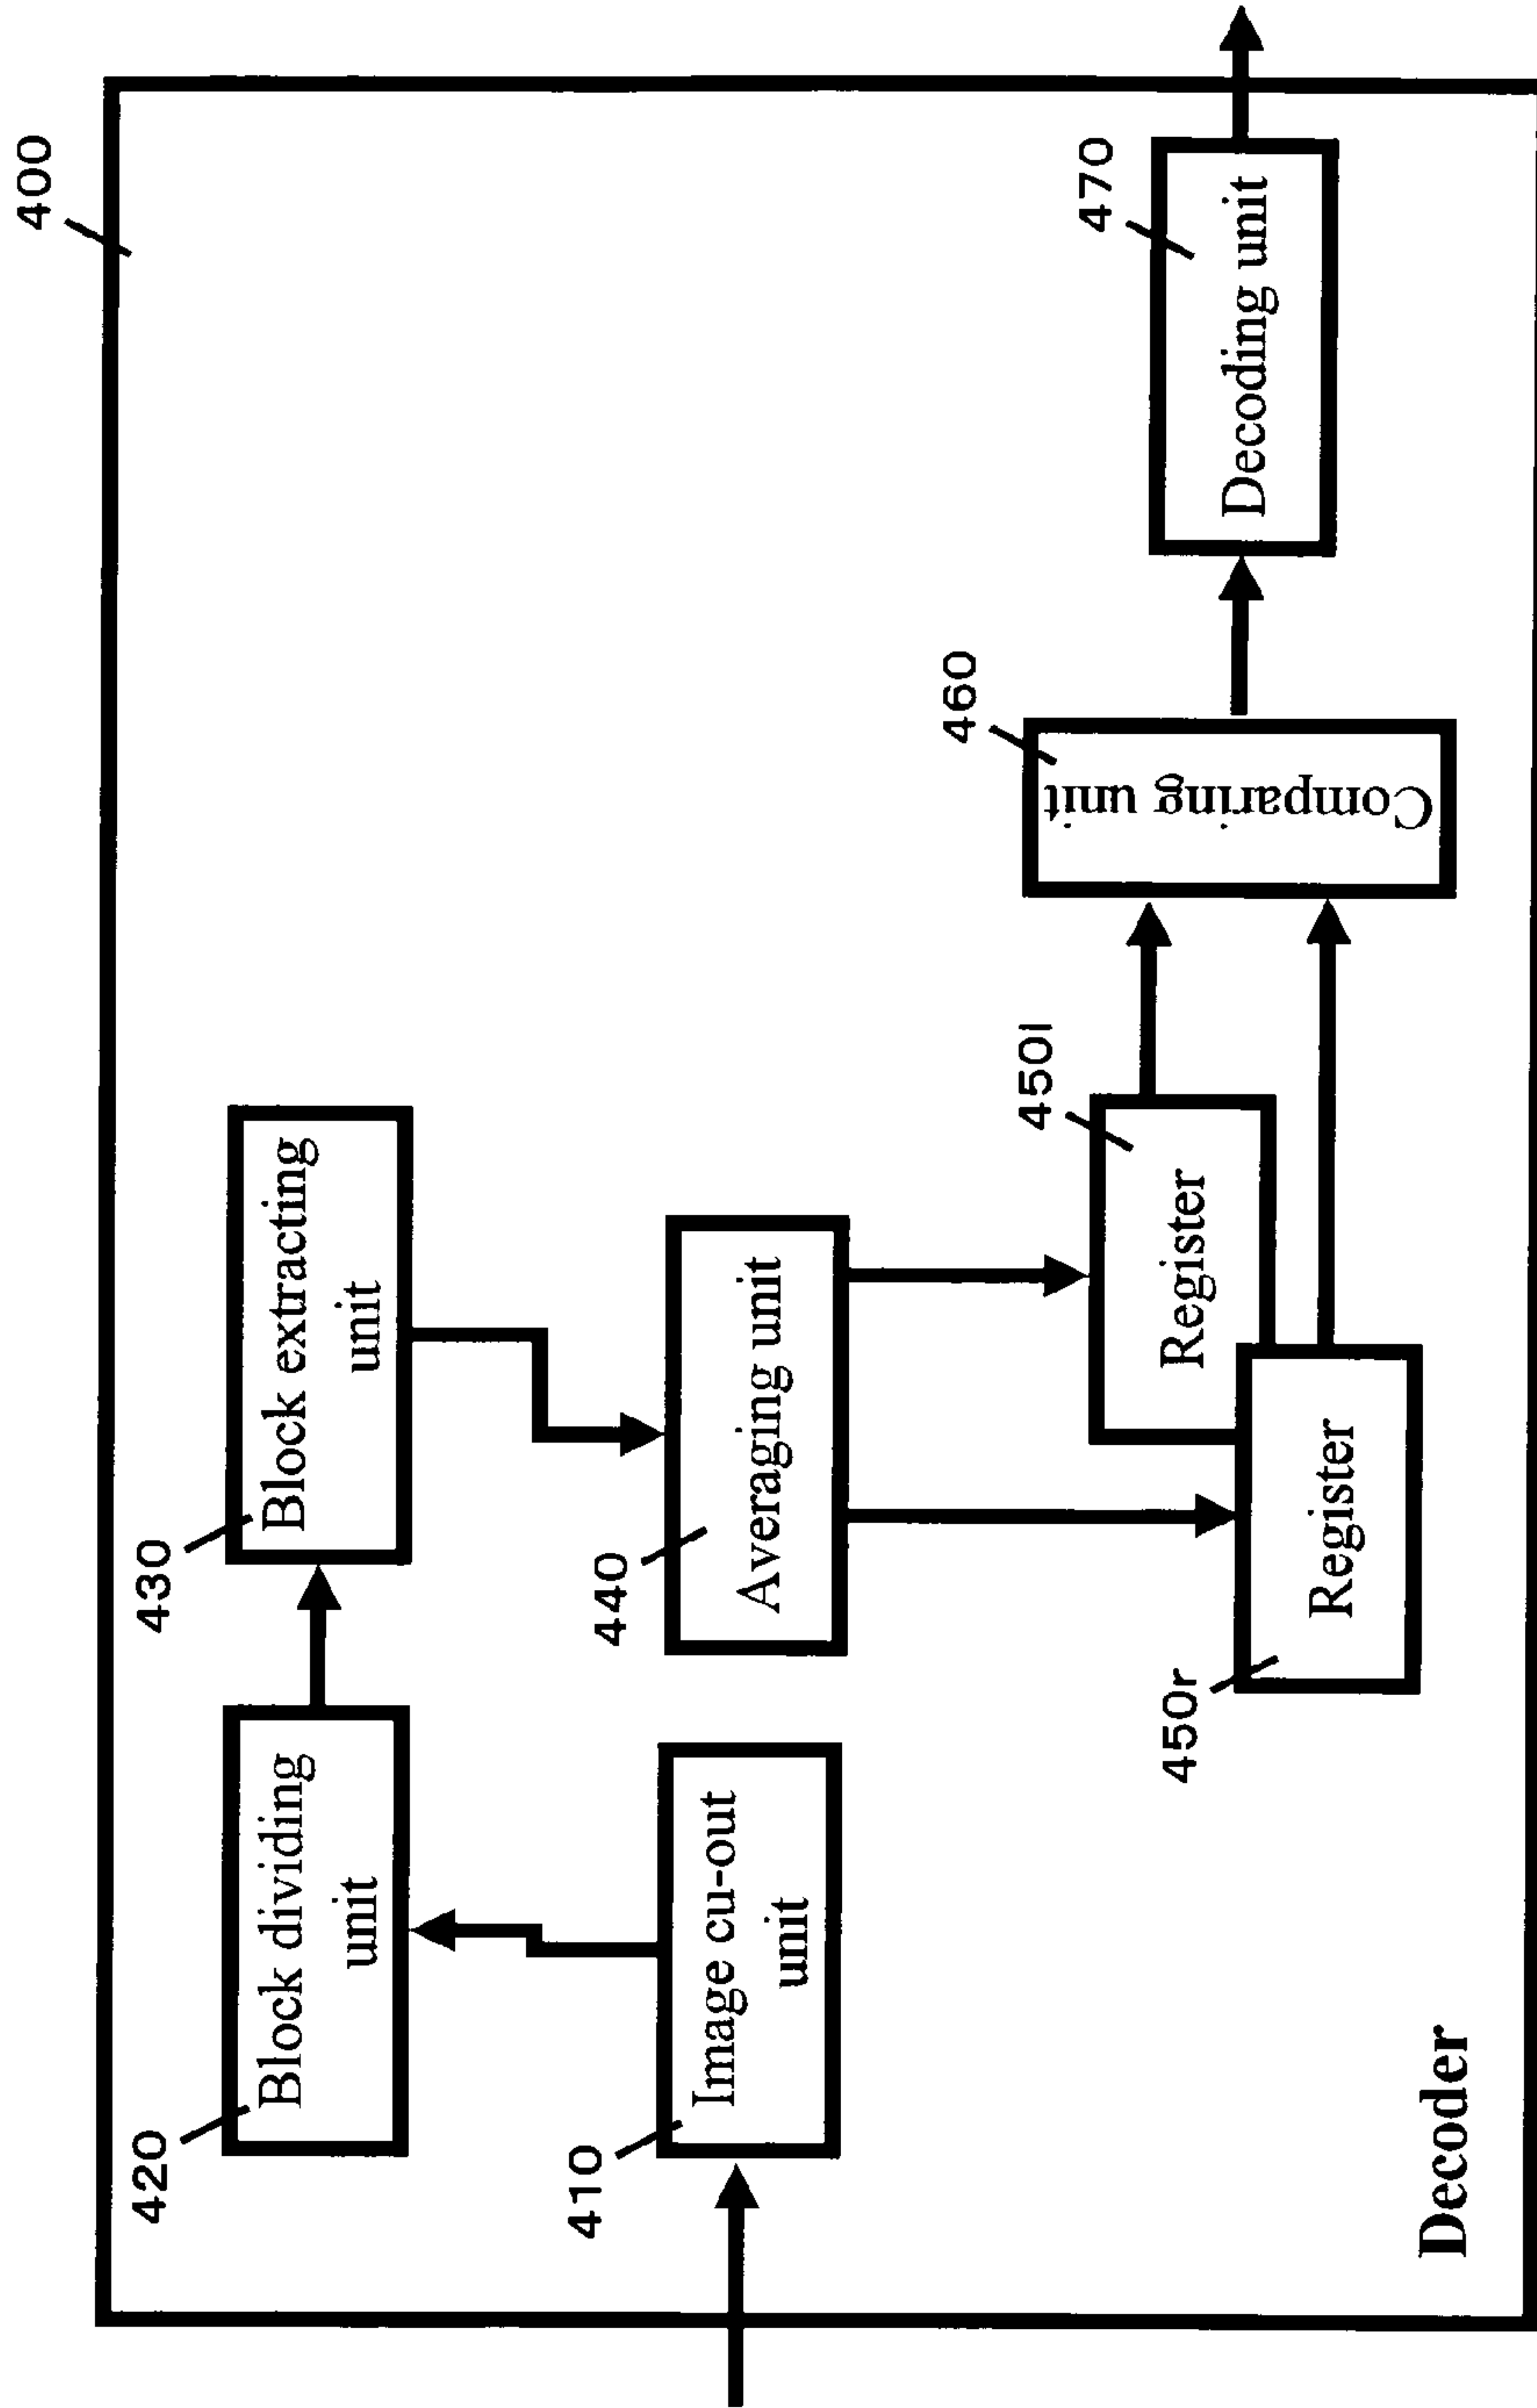 400
420
Block dividing
unit
430
Block extracting
unit
410
Image cu-out
unit
440
Averaging unit
450l
Register
450r
Register
460
Comparing unit
470
Decoding unit
Decoder